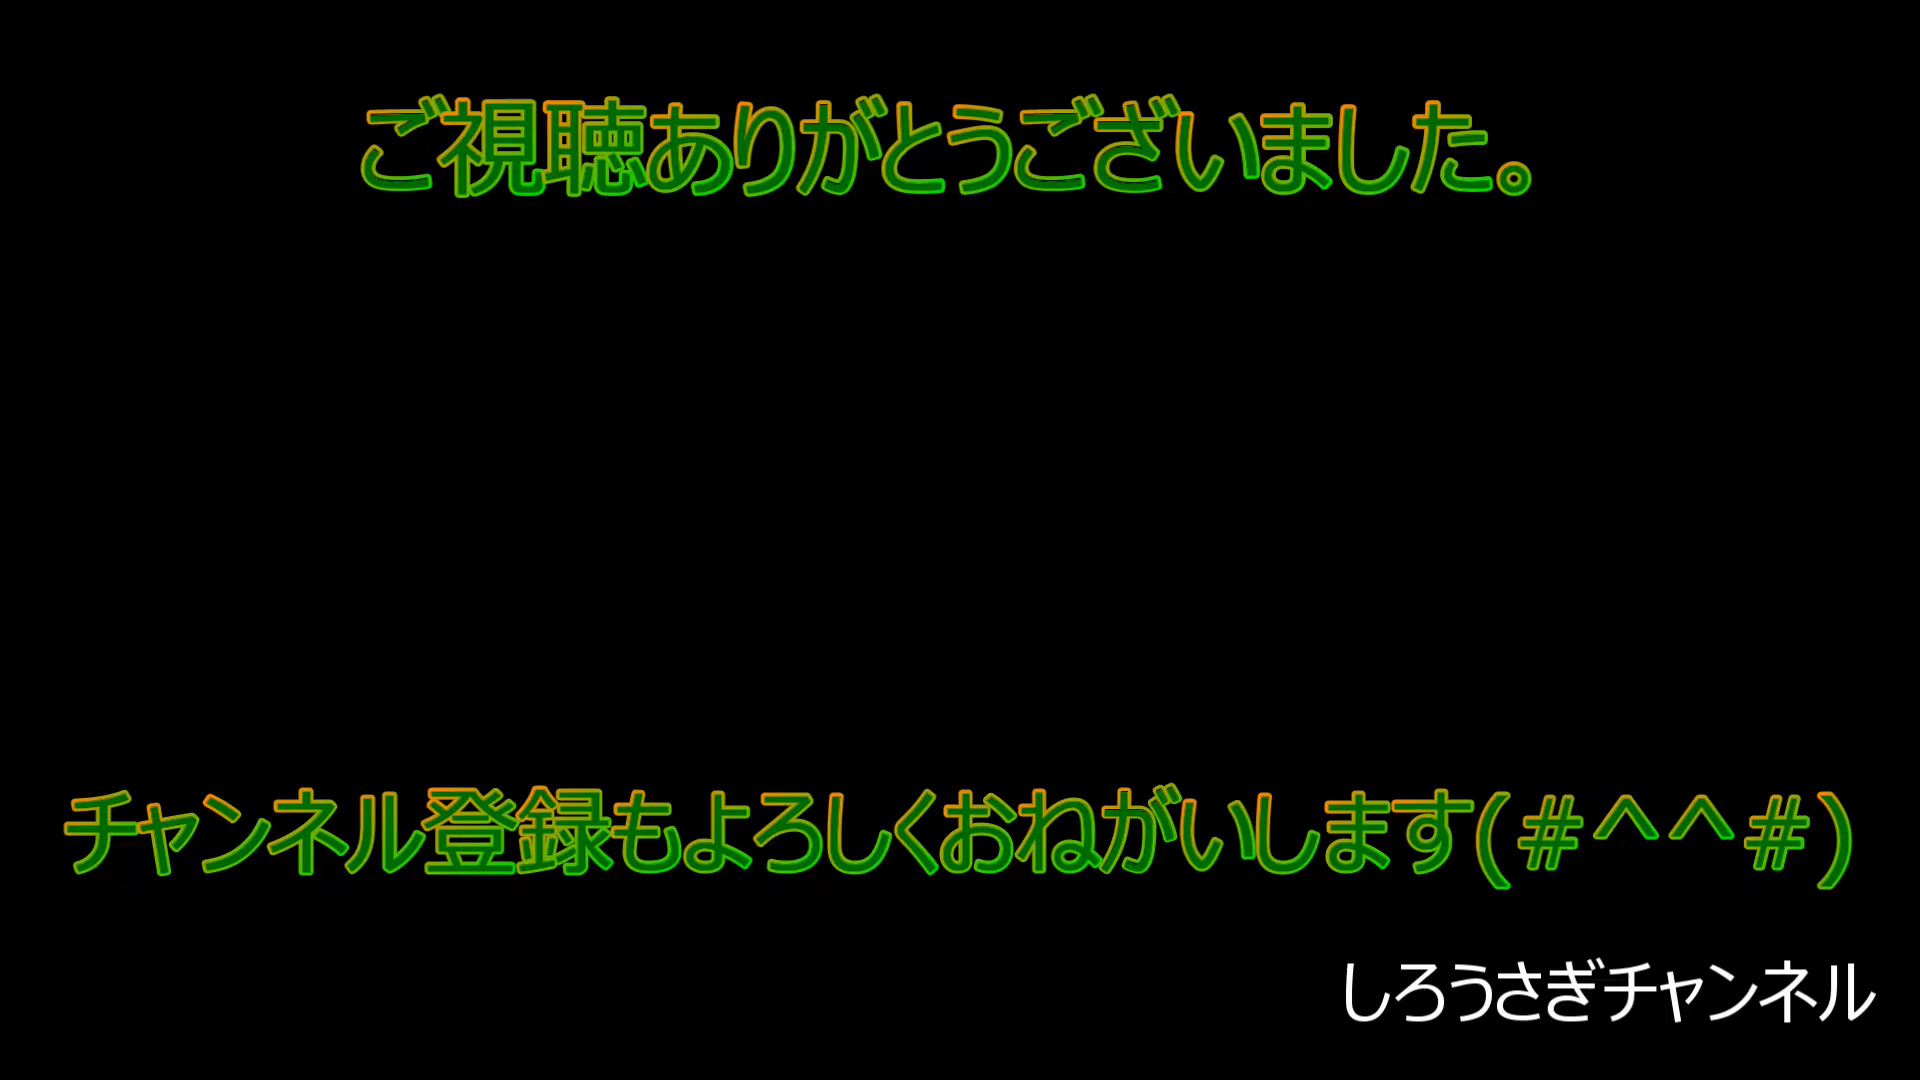 ご視聴ありがとうございました。
チャンネル登録もよろしくおねがいします(#^^#)
しろうさぎチャンネル